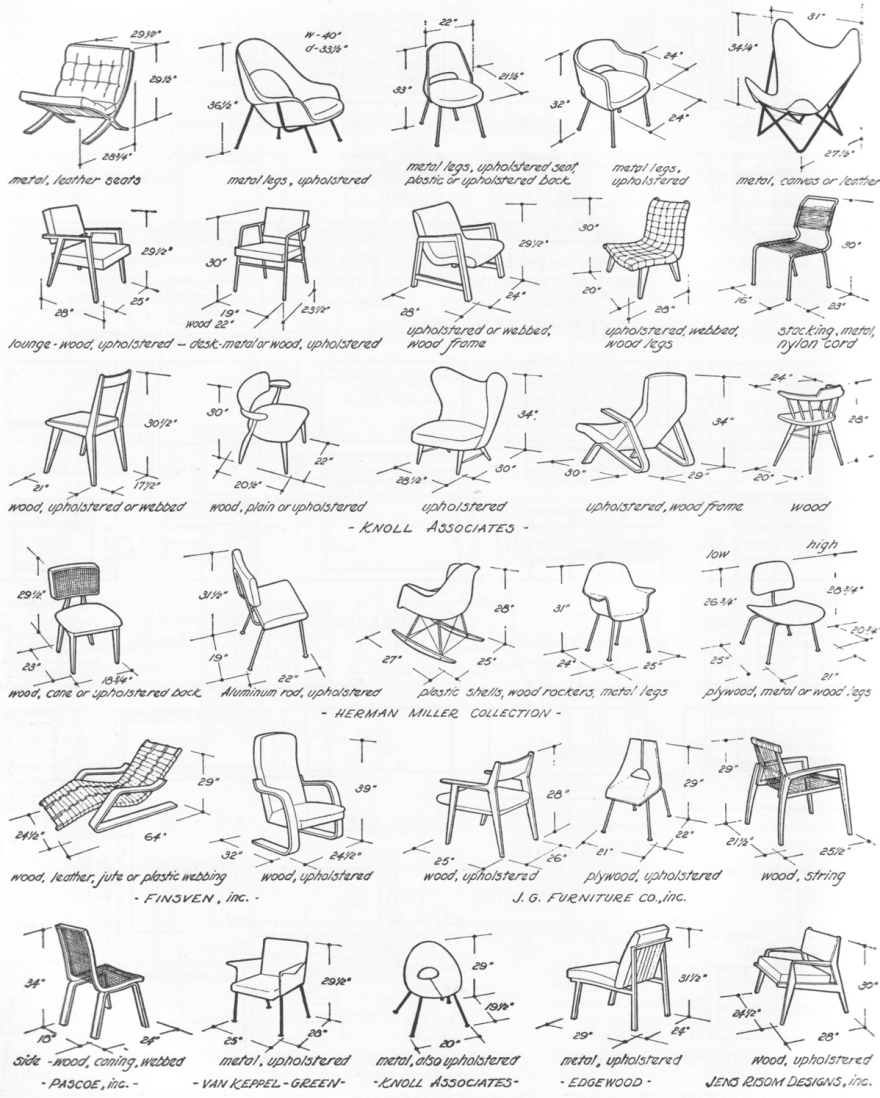 29½" 29½" 28¾"
metal, leather seats
w-40"
d-33½"
36½"
metal legs, upholstered
22" 33" 21½"
metal legs, upholstered seat,
plastic or upholstered back
24" 32" 24"
metal legs,
upholstered
31" 34¼" 27½"
metal, canvas or leather
29½" 28" 25"
lounge-wood, upholstered –
30" 19" 23½"
wood 22"
desk-metal or wood, upholstered
29½" 28" 24"
upholstered or webbed,
wood frame
30" 20" 28"
upholstered, webbed,
wood legs
30" 16" 23"
stacking, metal,
nylon cord
30½" 21" 17½"
wood, upholstered or webbed
30" 20½" 22"
wood, plain or upholstered
34" 28½" 30"
upholstered
34" 30" 29"
upholstered, wood frame
24" 28" 20"
wood
- KNOLL ASSOCIATES -
29½" 23" 18¾"
wood, cane or upholstered back
31½" 19" 22"
Aluminum rod, upholstered
28" 27" 25"
31" 24" 25"
plastic shells, wood rockers, metal legs
low high
26¾" 28¾" 20¾" 25" 21"
plywood, metal or wood legs
- HERMAN MILLER COLLECTION -
29" 24½" 64"
wood, leather, jute or plastic webbing
39" 32" 24½"
wood, upholstered
- FINSVEN, inc. -
28" 25" 26"
wood, upholstered
29" 21" 22"
plywood, upholstered
29" 21½" 25½"
wood, string
J.G. FURNITURE CO., inc.
34" 18" 24"
side - wood, caning, webbed
- PASCOE, inc. -
29½" 25" 28"
metal, upholstered
- VAN KEPPEL-GREEN -
29" 19½" 20"
metal, also upholstered
- KNOLL ASSOCIATES -
31½" 29" 24"
metal, upholstered
- EDGEWOOD -
30" 24½" 28"
wood, upholstered
JENS RISOM DESIGNS, inc.